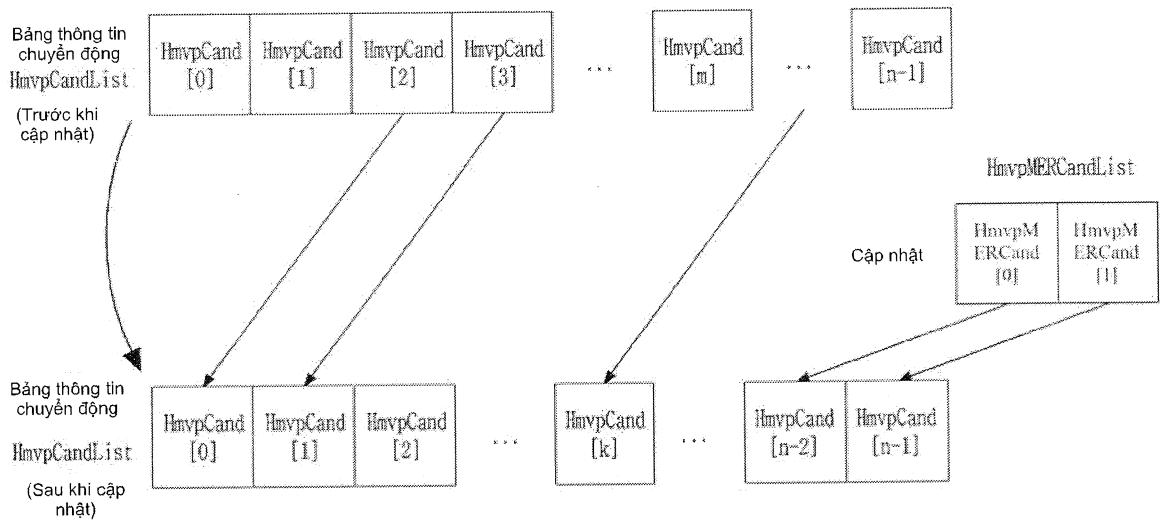 Bảng thông tin
chuyển động
HmvpCandList
(Trước khi
cập nhật)
HmvpCand
[0]
HmvpCand
[1]
HmvpCand
[2]
HmvpCand
[3]
...
HmvpCand
[m]
...
HmvpCand
[n-1]
HmvpMERCandList
Cập nhật
HmvpM
ERCand
[0]
HmvpM
ERCand
[1]
Bảng thông tin
chuyển động
HmvpCandList
(Sau khi cập
nhật)
HmvpCand
[0]
HmvpCand
[1]
HmvpCand
[2]
...
HmvpCand
[k]
...
HmvpCand
[n-2]
HmvpCand
[n-1]